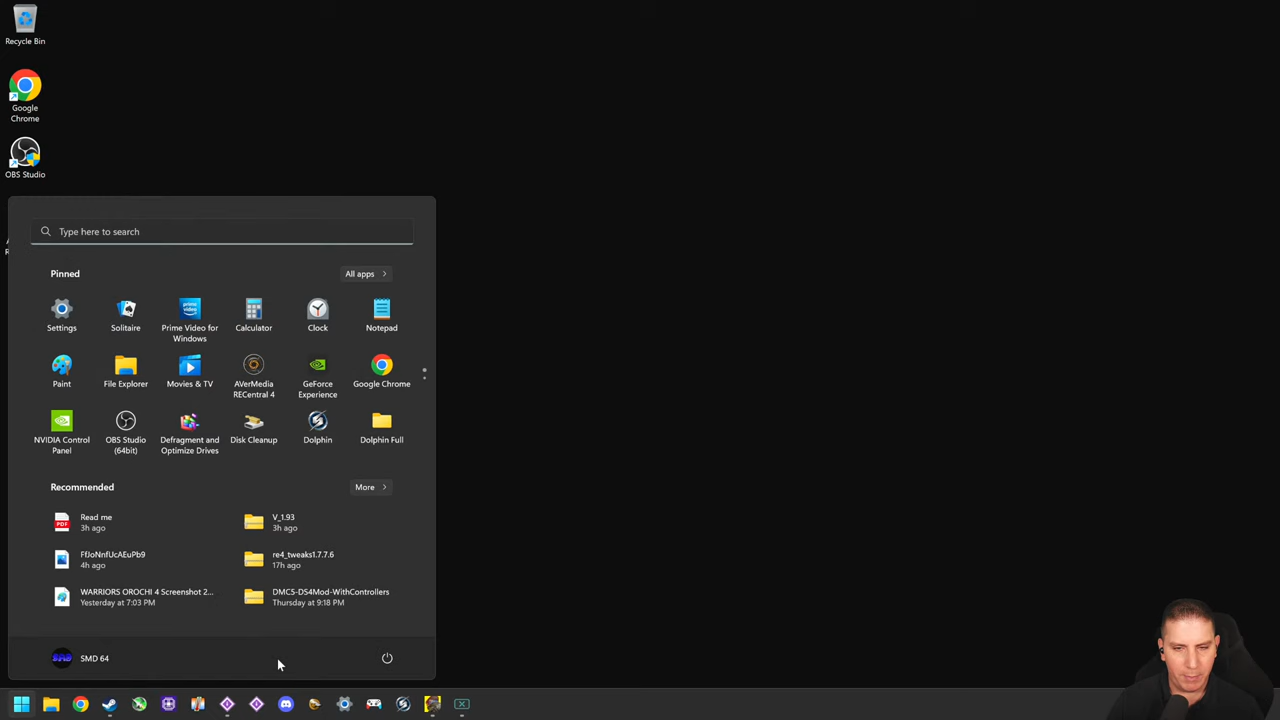 Recycle Bin
Google
Chrome
OBS Studio
Type here to search
Pinned
All apps
Settings
Solitaire
Prime Video for
Windows
Calculator
Clock
Notepad
Paint
File Explorer
Movies & TV
AVerMedia
RECentral 4
GeForce
Experience
Google Chrome
NVIDIA Control
Panel
OBS Studio
(64bit)
Defragment and
Optimize Drives
Disk Cleanup
Dolphin
Dolphin Full
Recommended
More
Read me
3h ago
V_1.93
3h ago
FfJoNnfUcAEuPb9
4h ago
re4_tweaks1.7.7.6
17h ago
WARRIORS OROCHI 4 Screenshot 2...
Yesterday at 7:03 PM
DMC5-DS4Mod-WithControllers
Thursday at 9:18 PM
SMD 64